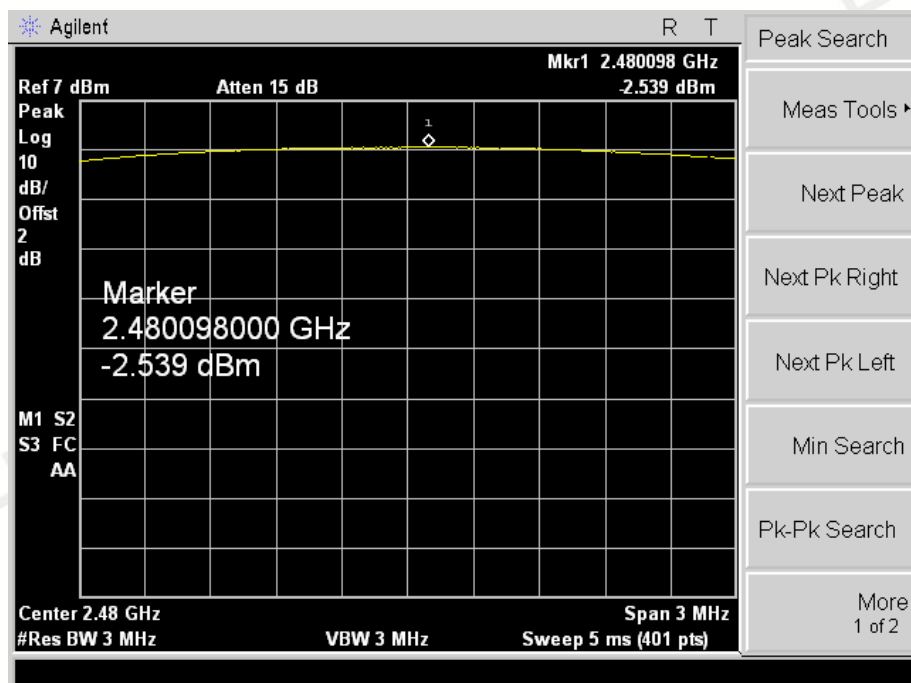 Agilent R T
Mkr1 2.480098 GHz
Ref 7 dBm Atten 15 dB -2.539 dBm
Peak
Log
10
dB/
Offst
2
dB
1
Marker
2.480098000 GHz
-2.539 dBm
M1 S2
S3 FC
AA
Center 2.48 GHz Span 3 MHz
#Res BW 3 MHz VBW 3 MHz Sweep 5 ms (401 pts)
Peak Search
Meas Tools
Next Peak
Next Pk Right
Next Pk Left
Min Search
Pk-Pk Search
More
1 of 2